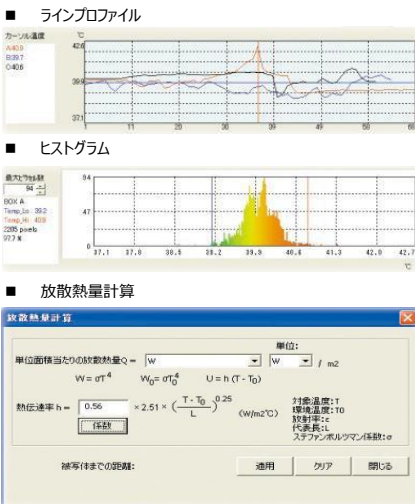 ■ ラインプロファイル
カーソル温度 ℃
A:40.9 42.6
B:39.7
C:40.6
39.9
37.1
1 11 20 30 39 49 58 68
■ ヒストグラム
最大ピクセル数 94
94
BOX A
Temp_Lo : 39.2 47
Temp_Hi : 40.8
2285 pixels
97.7 % 0
37.1 37.8 38.5 39.2 39.9 40.6 41.3 42.0 42.7
℃
■ 放散熱量計算
放散熱量計算
単位:
単位面積当たりの放散熱量Q = W W / m2
W = σT⁴ W₀= σT₀⁴ U = h (T - T₀)
熱伝達率 h = 0.56 × 2.51 × ( T - T₀ / L )^0.25 (W/m2℃)
係数
対象温度:T
環境温度:T0
放射率:ε
代表長:L
ステファンボルツマン係数:σ
被写体までの距離: 適用 クリア 閉じる